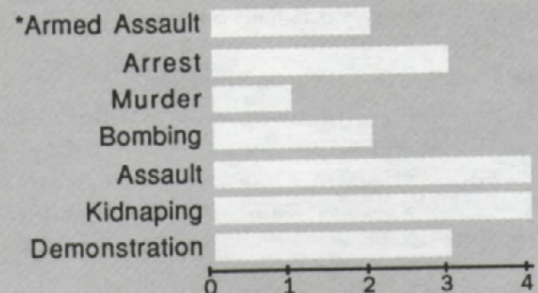 *Armed Assault
Arrest
Murder
Bombing
Assault
Kidnaping
Demonstration
0 1 2 3 4